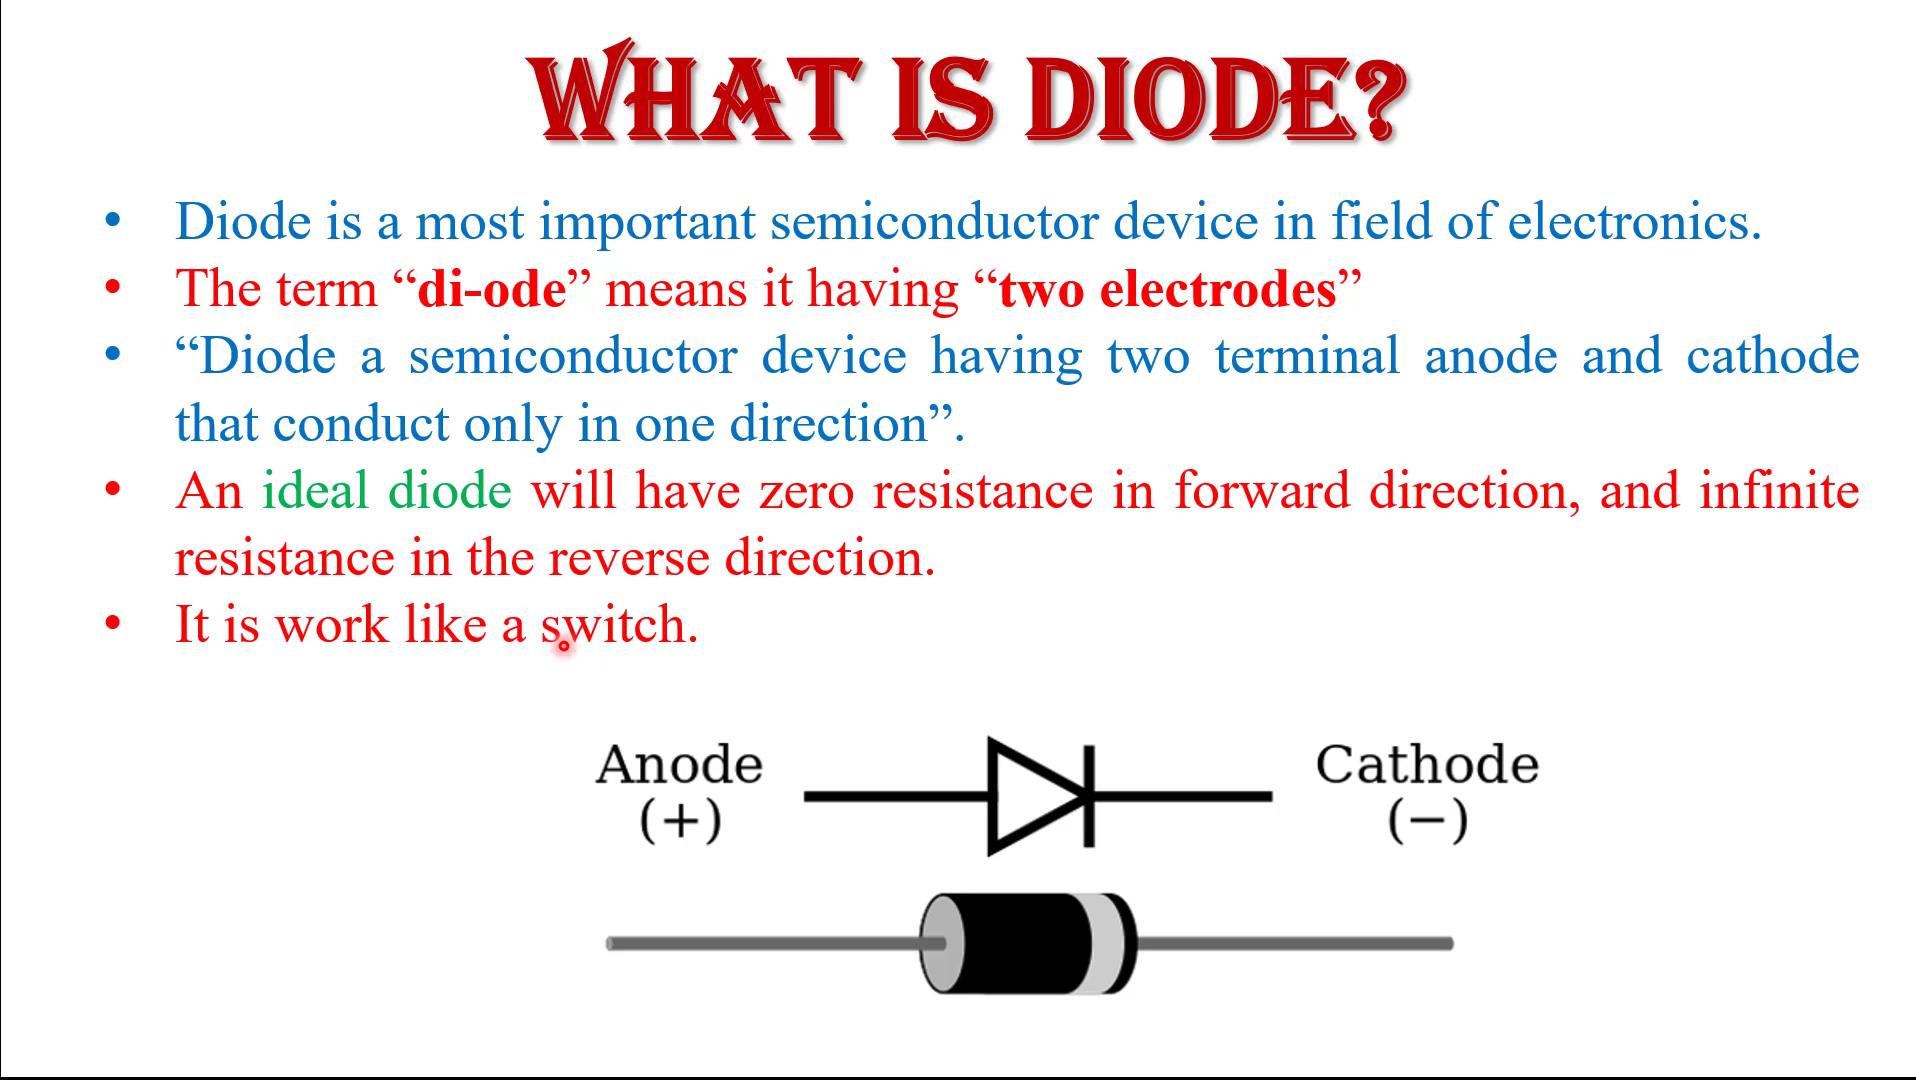 WHAT IS DIODE?
• Diode is a most important semiconductor device in field of electronics.
• The term “di-ode” means it having “two electrodes”
• “Diode a semiconductor device having two terminal anode and cathode
that conduct only in one direction”.
• An ideal diode will have zero resistance in forward direction, and infinite
resistance in the reverse direction.
• It is work like a switch.
Anode
(+)
Cathode
(−)